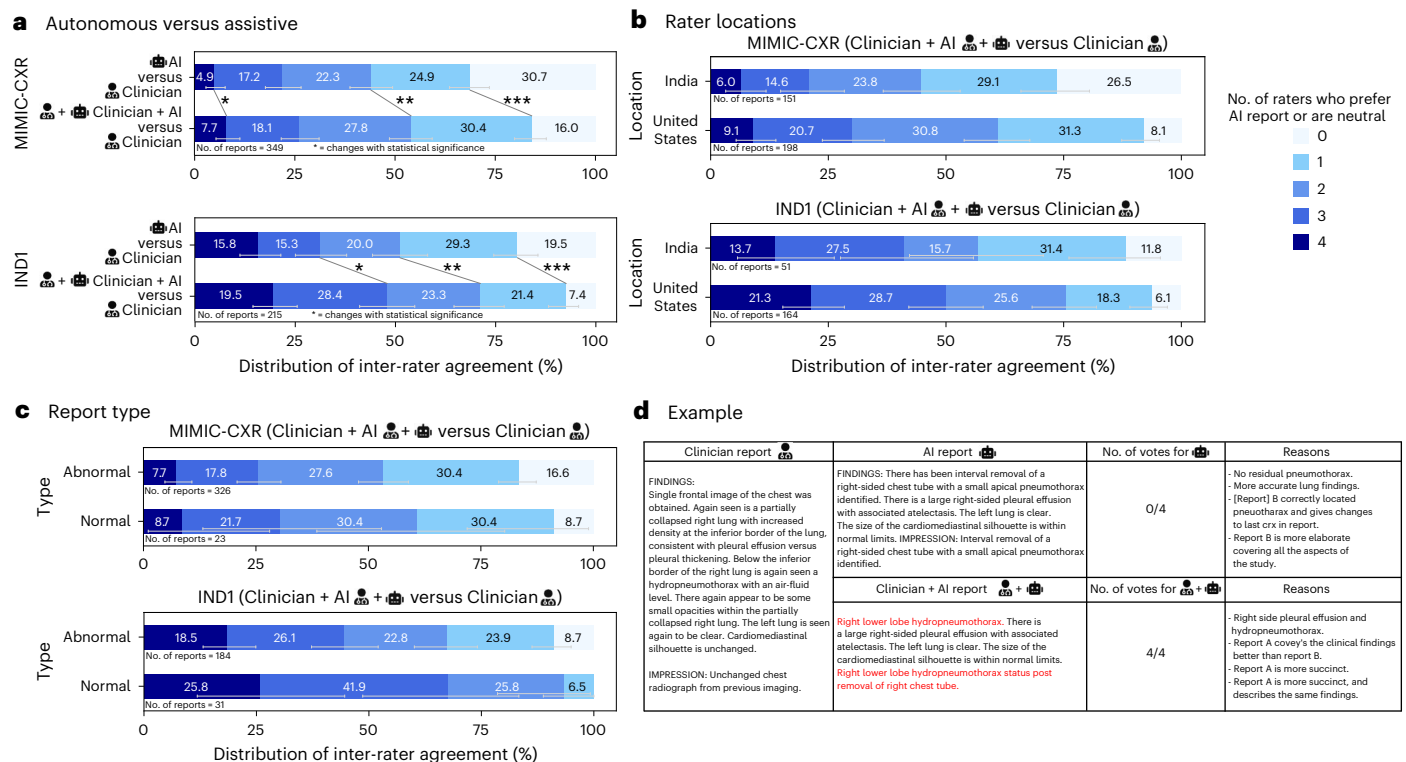 a Autonomous versus assistive
MIMIC-CXR
AI
versus
Clinician
4.9 17.2 22.3 24.9 30.7
* ** ***
+ Clinician + AI
versus
Clinician
7.7 18.1 27.8 30.4 16.0
No. of reports = 349 * = changes with statistical significance
0 25 50 75 100
IND1
AI
versus
Clinician
15.8 15.3 20.0 29.3 19.5
* ** ***
+ Clinician + AI
versus
Clinician
19.5 28.4 23.3 21.4 7.4
No. of reports = 215 * = changes with statistical significance
0 25 50 75 100
Distribution of inter-rater agreement (%)
b Rater locations
MIMIC-CXR (Clinician + AI + versus Clinician )
Location
India
6.0 14.6 23.8 29.1 26.5
No. of reports = 151
United
States
9.1 20.7 30.8 31.3 8.1
No. of reports = 198
0 25 50 75 100
IND1 (Clinician + AI + versus Clinician )
Location
India
13.7 27.5 15.7 31.4 11.8
No. of reports = 51
United
States
21.3 28.7 25.6 18.3 6.1
No. of reports = 164
0 25 50 75 100
Distribution of inter-rater agreement (%)
No. of raters who prefer
AI report or are neutral
0
1
2
3
4
c Report type
MIMIC-CXR (Clinician + AI + versus Clinician )
Type
Abnormal
77 17.8 27.6 30.4 16.6
No. of reports = 326
Normal
87 21.7 30.4 30.4 8.7
No. of reports = 23
0 25 50 75 100
IND1 (Clinician + AI + versus Clinician )
Type
Abnormal
18.5 26.1 22.8 23.9 8.7
No. of reports = 184
Normal
25.8 41.9 25.8 6.5
No. of reports = 31
0 25 50 75 100
Distribution of inter-rater agreement (%)
d Example
Clinician report
FINDINGS:
Single frontal image of the chest was
obtained. Again seen is a partially
collapsed right lung with increased
density at the inferior border of the lung,
consistent with pleural effusion versus
pleural thickening. Below the inferior
border of the right lung is again seen a
hydropneumothorax with an air-fluid
level. There again appear to be some
small opacities within the partially
collapsed right lung. The left lung is seen
again to be clear. Cardiomediastinal
silhouette is unchanged.
IMPRESSION: Unchanged chest
radiograph from previous imaging.
AI report
FINDINGS: There has been interval removal of a
right-sided chest tube with a small apical pneumothorax
identified. There is a large right-sided pleural effusion
with associated atelectasis. The left lung is clear.
The size of the cardiomediastinal silhouette is within
normal limits. IMPRESSION: Interval removal of a
right-sided chest tube with a small apical pneumothorax
identified.
No. of votes for
0/4
Reasons
- No residual pneumothorax.
- More accurate lung findings.
- [Report] B correctly located
pneuothorax and gives changes
to last crx in report.
- Report B is more elaborate
covering all the aspects of
the study.
Clinician + AI report +
Right lower lobe hydropneumothorax. There is
a large right-sided pleural effusion with associated
atelectasis. The left lung is clear. The size of the
cardiomediastinal silhouette is within normal limits.
Right lower lobe hydropneumothorax status post
removal of right chest tube.
No. of votes for +
4/4
Reasons
- Right side pleural effusion and
hydropneumothorax.
- Report A covey's the clinical findings
better than report B.
- Report A is more succinct.
- Report A is more succinct, and
describes the same findings.